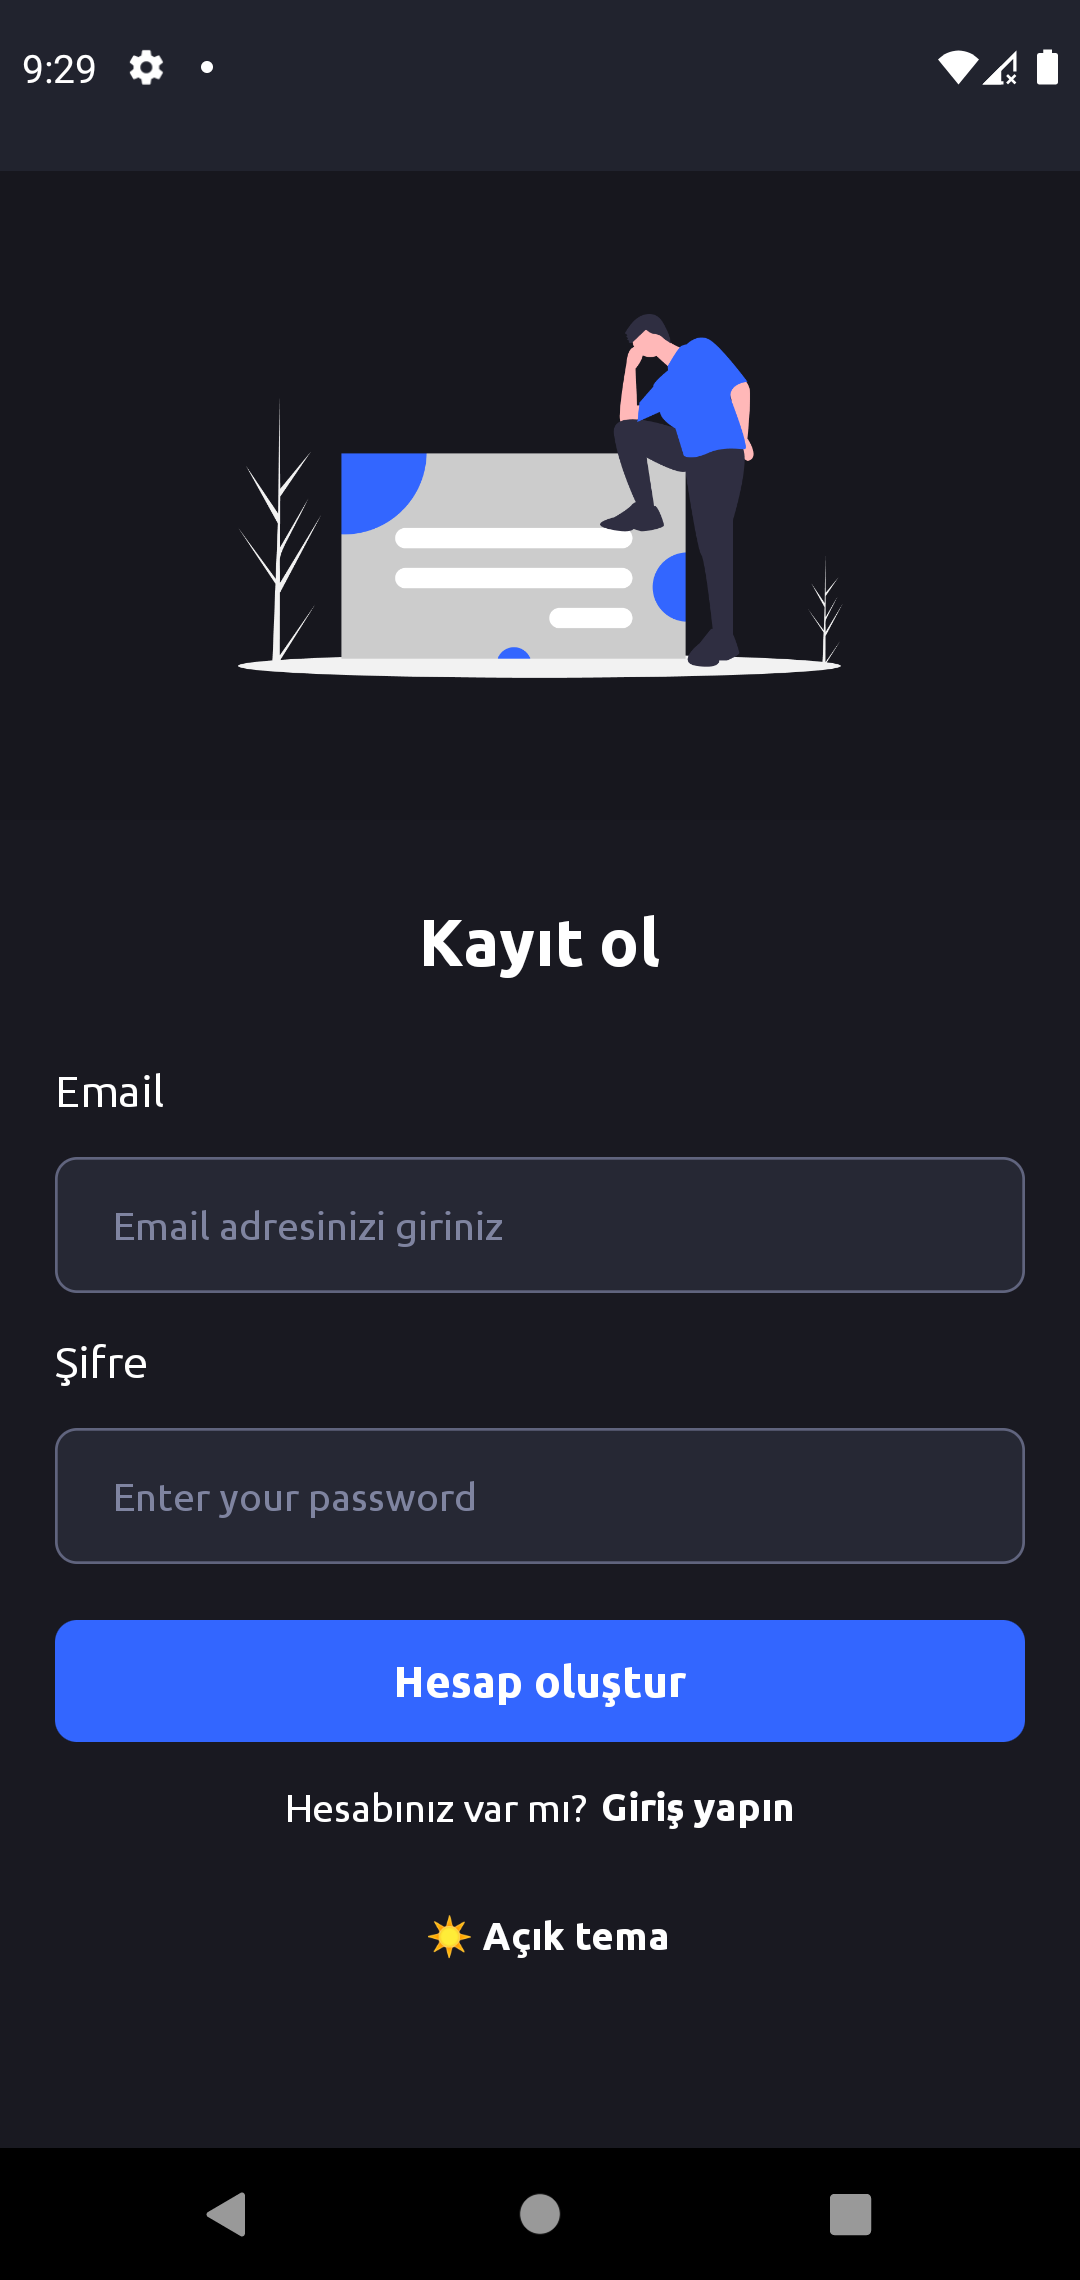 9:29
Kayıt ol
Email
Email adresinizi giriniz
Şifre
Enter your password
Hesap oluştur
Hesabınız var mı? Giriş yapın
☀️ Açık tema